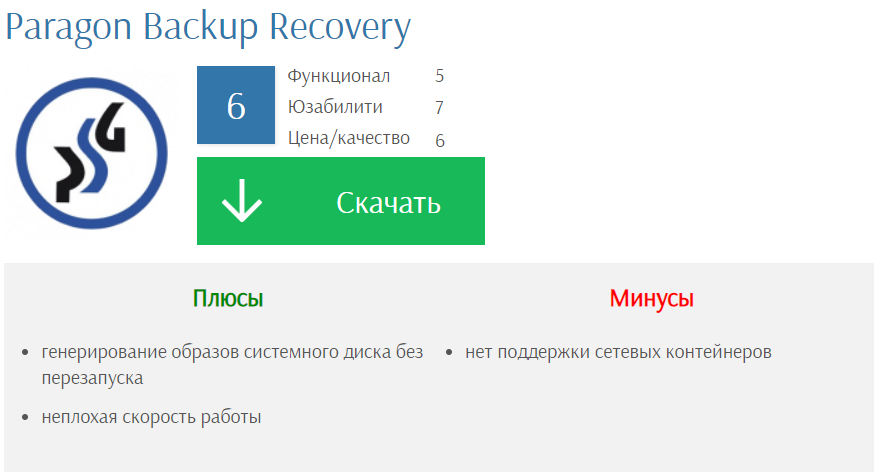 Paragon Backup Recovery
PSG
6
Функционал 5
Юзабилити 7
Цена/качество 6
Скачать
Плюсы
Минусы
генерирование образов системного диска без
перезапуска
неплохая скорость работы
нет поддержки сетевых контейнеров